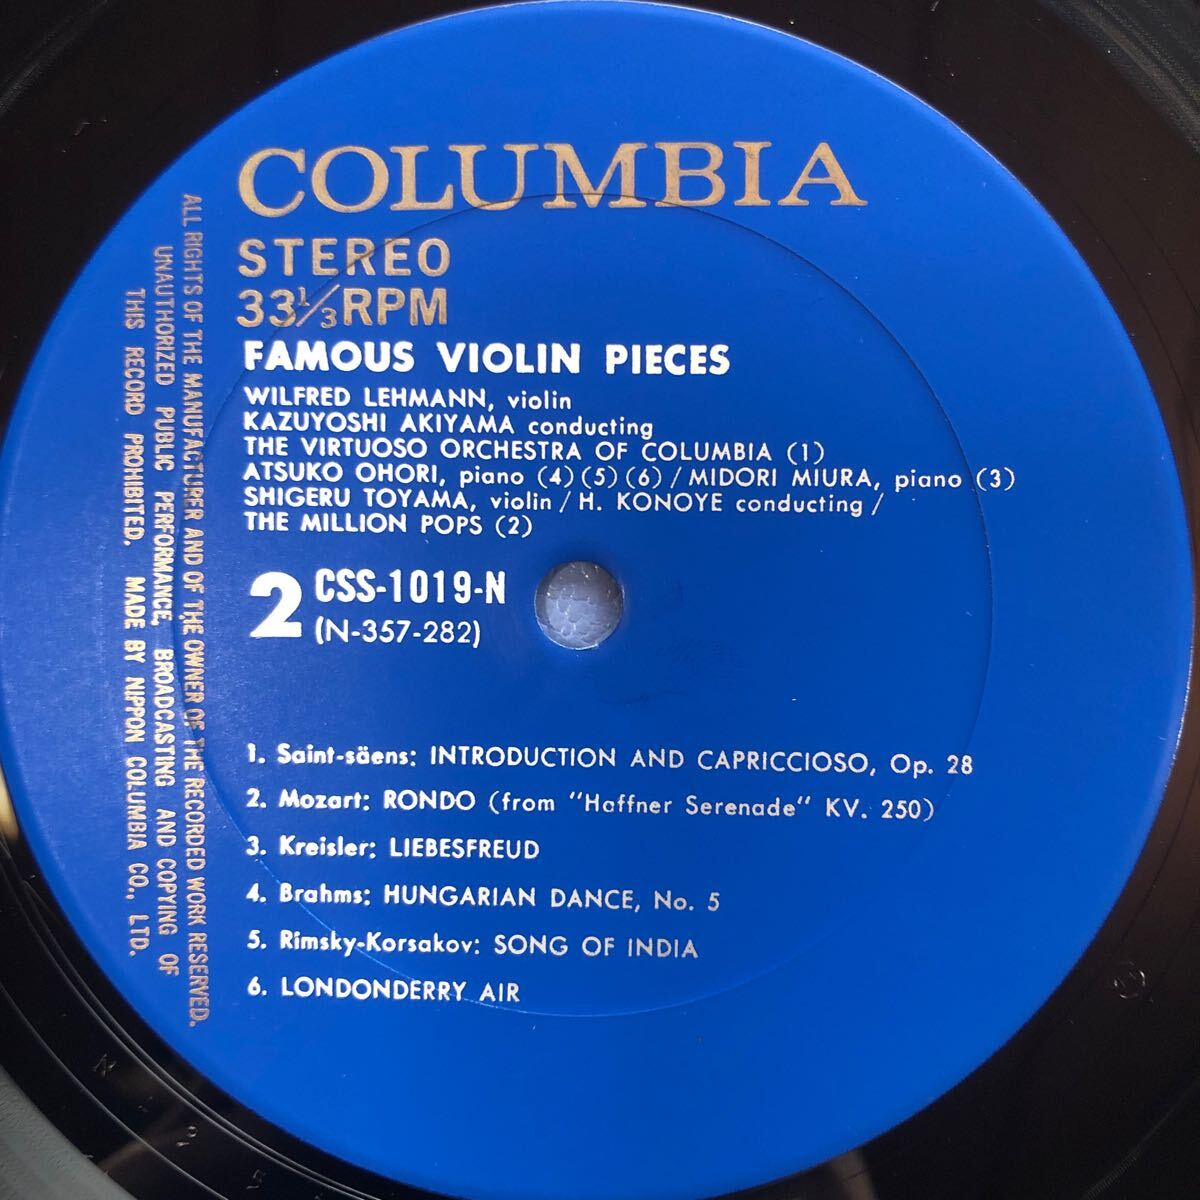 COLUMBIA
STEREO
33 1/3 RPM
FAMOUS VIOLIN PIECES
WILFRED LEHMANN, violin
KAZUYOSHI AKIYAMA conducting
THE VIRTUOSO ORCHESTRA OF COLUMBIA (1)
ATSUKO OHORI, piano (4)(5)(6)/MIDORI MIURA, piano (3)
SHIGERU TOYAMA, violin/H. KONOYE conducting/
THE MILLION POPS (2)
2 CSS-1019-N
(N-357-282)
1. Saint-säens: INTRODUCTION AND CAPRICCIOSO, Op. 28
2. Mozart: RONDO (from "Haffner Serenade" KV. 250)
3. Kreisler: LIEBESFREUD
4. Brahms: HUNGARIAN DANCE, No. 5
5. Rimsky-Korsakov: SONG OF INDIA
6. LONDONDERRY AIR
ALL RIGHTS OF THE MANUFACTURER AND OF THE OWNER OF THE RECORDED WORK RESERVED.
UNAUTHORIZED PUBLIC PERFORMANCE, BROADCASTING AND COPYING OF
THIS RECORD PROHIBITED. MADE BY NIPPON COLUMBIA CO., LTD.